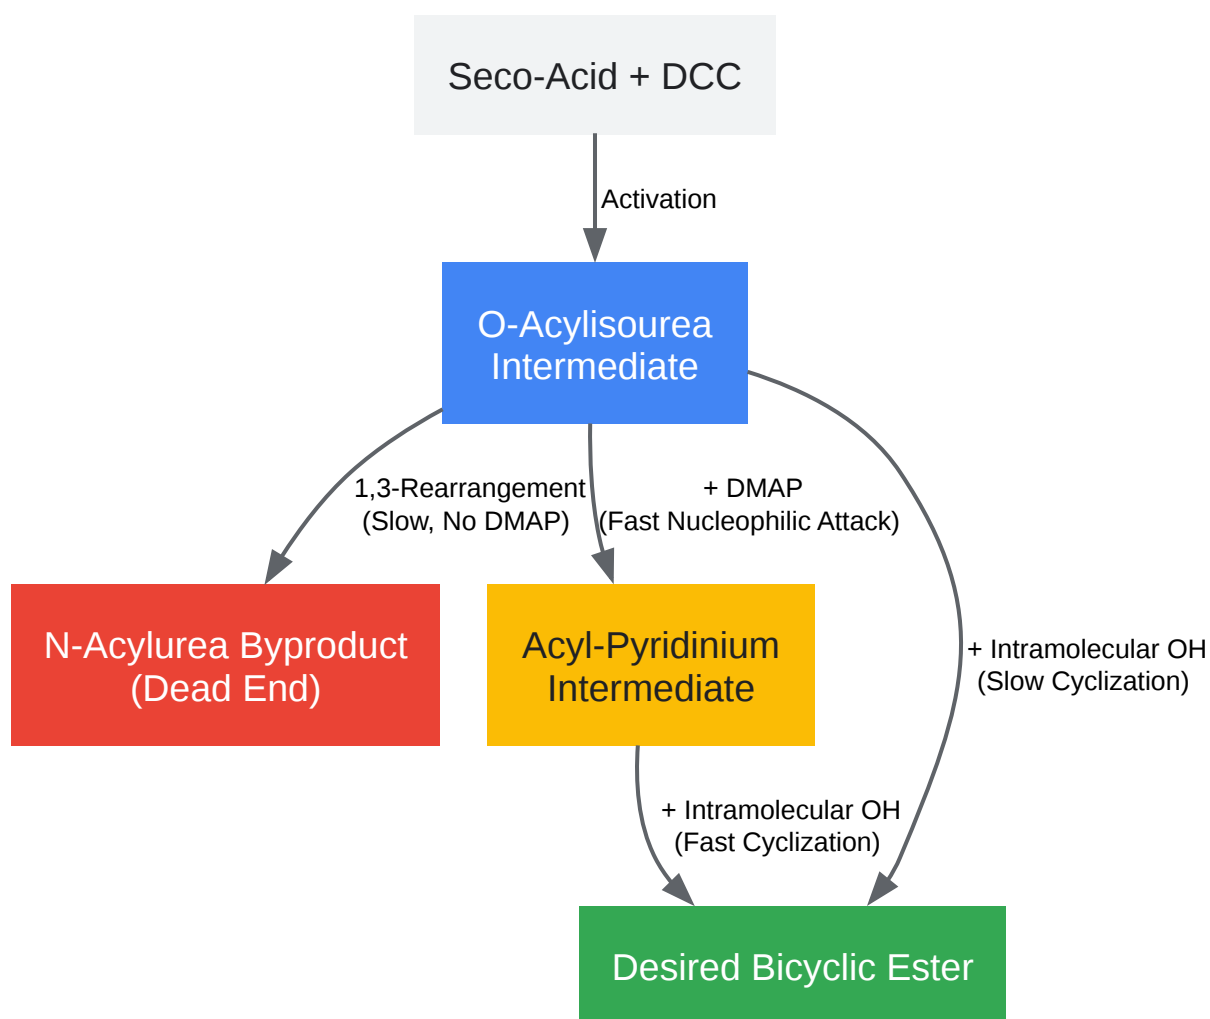 Seco-Acid + DCC
Activation
O-Acylisourea
Intermediate
1,3-Rearrangement
(Slow, No DMAP)
+ DMAP
(Fast Nucleophilic Attack)
N-Acylurea Byproduct
(Dead End)
Acyl-Pyridinium
Intermediate
+ Intramolecular OH
(Slow Cyclization)
+ Intramolecular OH
(Fast Cyclization)
Desired Bicyclic Ester